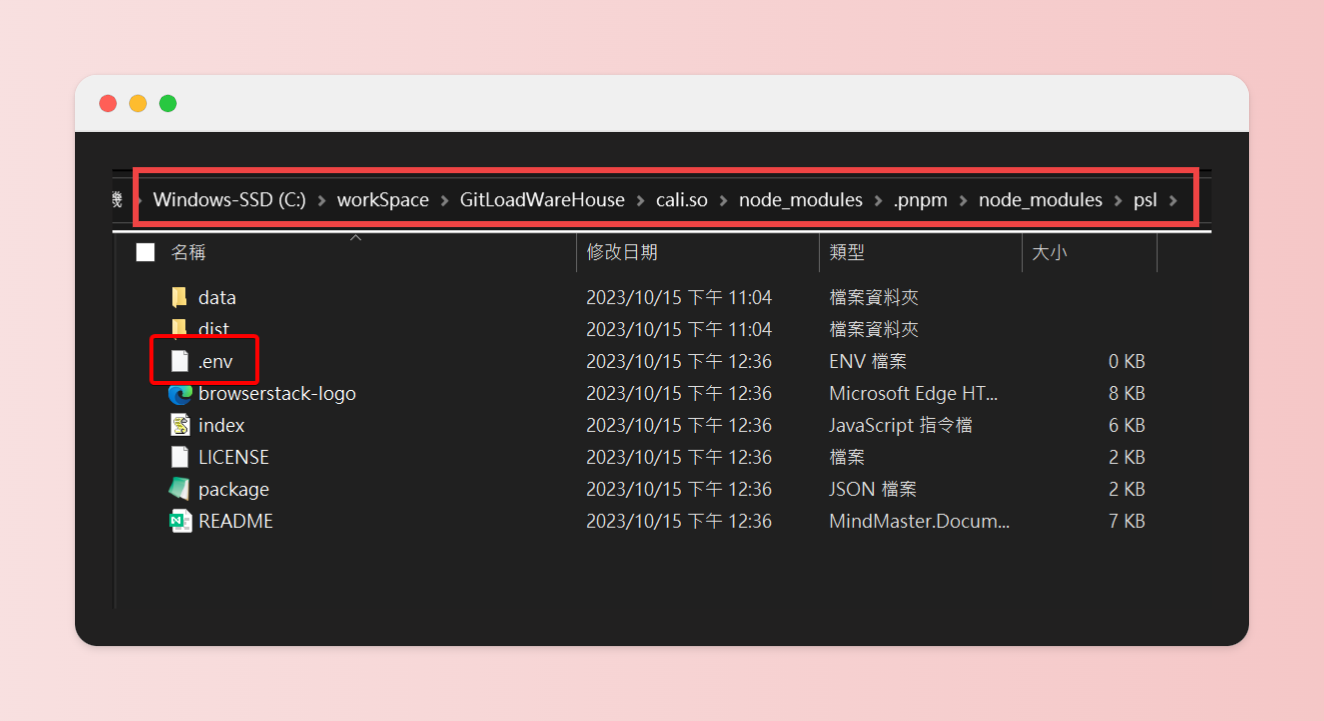 機 › Windows-SSD (C:) › workSpace › GitLoadWareHouse › cali.so › node_modules › .pnpm › node_modules › psl ›
名稱 修改日期 類型 大小
data 2023/10/15 下午 11:04 檔案資料夾
dist 2023/10/15 下午 11:04 檔案資料夾
.env 2023/10/15 下午 12:36 ENV 檔案 0 KB
browserstack-logo 2023/10/15 下午 12:36 Microsoft Edge HT... 8 KB
index 2023/10/15 下午 12:36 JavaScript 指令檔 6 KB
LICENSE 2023/10/15 下午 12:36 檔案 2 KB
package 2023/10/15 下午 12:36 JSON 檔案 2 KB
README 2023/10/15 下午 12:36 MindMaster.Docum... 7 KB